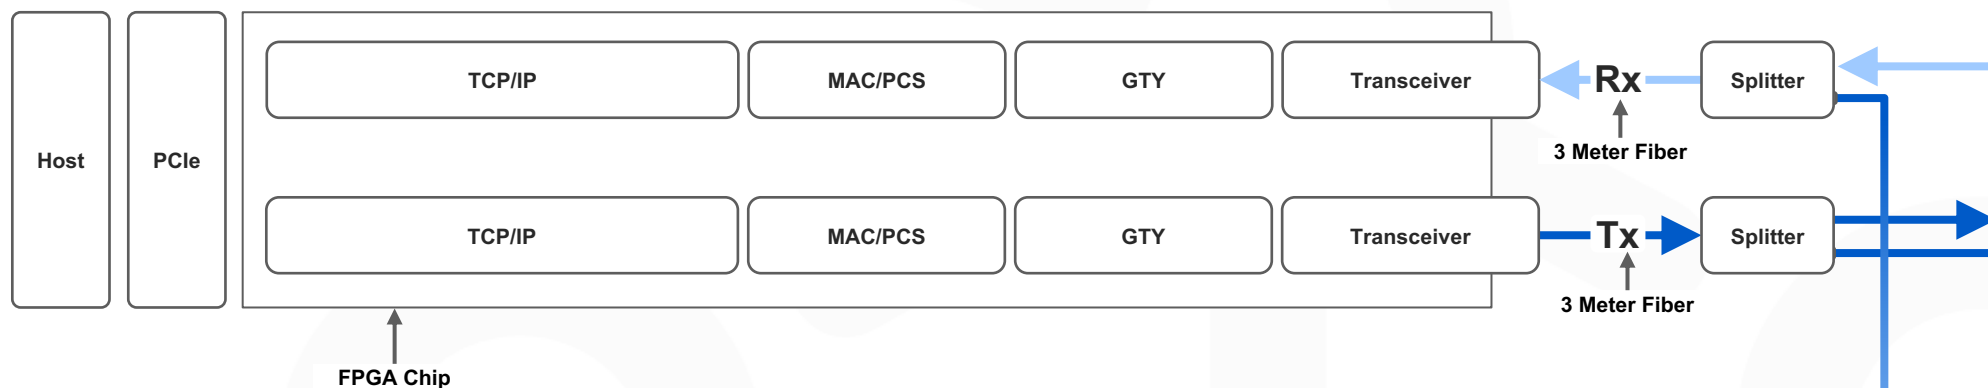 Host
PCIe
TCP/IP
MAC/PCS
GTY
Transceiver
Rx
Splitter
3 Meter Fiber
TCP/IP
MAC/PCS
GTY
Transceiver
Tx
Splitter
3 Meter Fiber
FPGA Chip